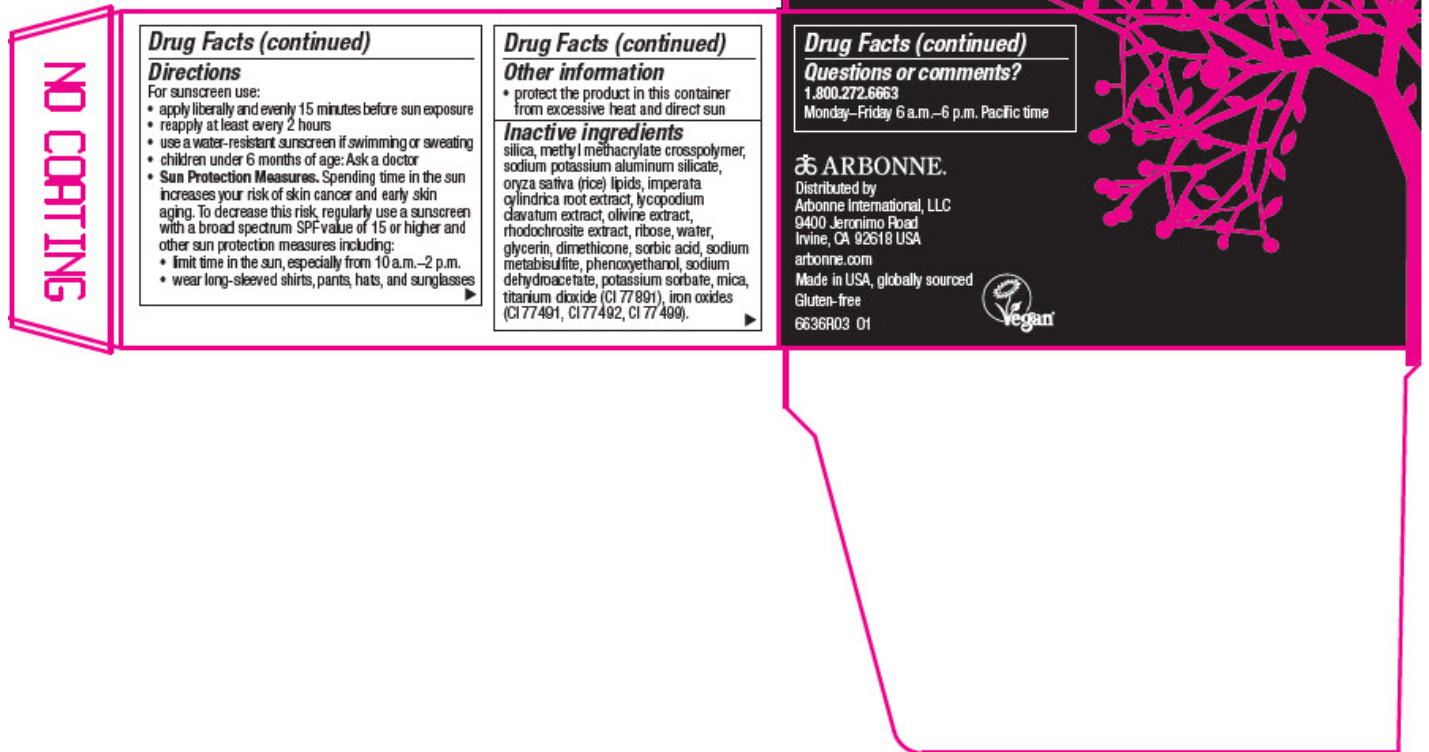 NO COATING
Drug Facts (continued)
Directions
For sunscreen use:
• apply liberally and evenly 15 minutes before sun exposure
• reapply at least every 2 hours
• use a water-resistant sunscreen if swimming or sweating
• children under 6 months of age: Ask a doctor
• Sun Protection Measures. Spending time in the sun
increases your risk of skin cancer and early skin
aging. To decrease this risk, regularly use a sunscreen
with a broad spectrum SPF value of 15 or higher and
other sun protection measures including:
• limit time in the sun, especially from 10 a.m.–2 p.m.
• wear long-sleeved shirts, pants, hats, and sunglasses
Drug Facts (continued)
Other information
• protect the product in this container
from excessive heat and direct sun
Inactive ingredients
silica, methyl methacrylate crosspolymer,
sodium potassium aluminum silicate,
oryza sativa (rice) lipids, imperata
cylindrica root extract, lycopodium
clavatum extract, olivine extract,
rhodochrosite extract, ribose, water,
glycerin, dimethicone, sorbic acid, sodium
metabisulfite, phenoxyethanol, sodium
dehydroacetate, potassium sorbate, mica,
titanium dioxide (CI 77891), iron oxides
(CI 77491, CI 77492, CI 77499).
Drug Facts (continued)
Questions or comments?
1.800.272.6663
Monday–Friday 6 a.m.–6 p.m. Pacific time
ARBONNE.
Distributed by
Arbonne International, LLC
9400 Jeronimo Road
Irvine, CA 92618 USA
arbonne.com
Made in USA, globally sourced
Gluten-free
6636R03 01
Vegan